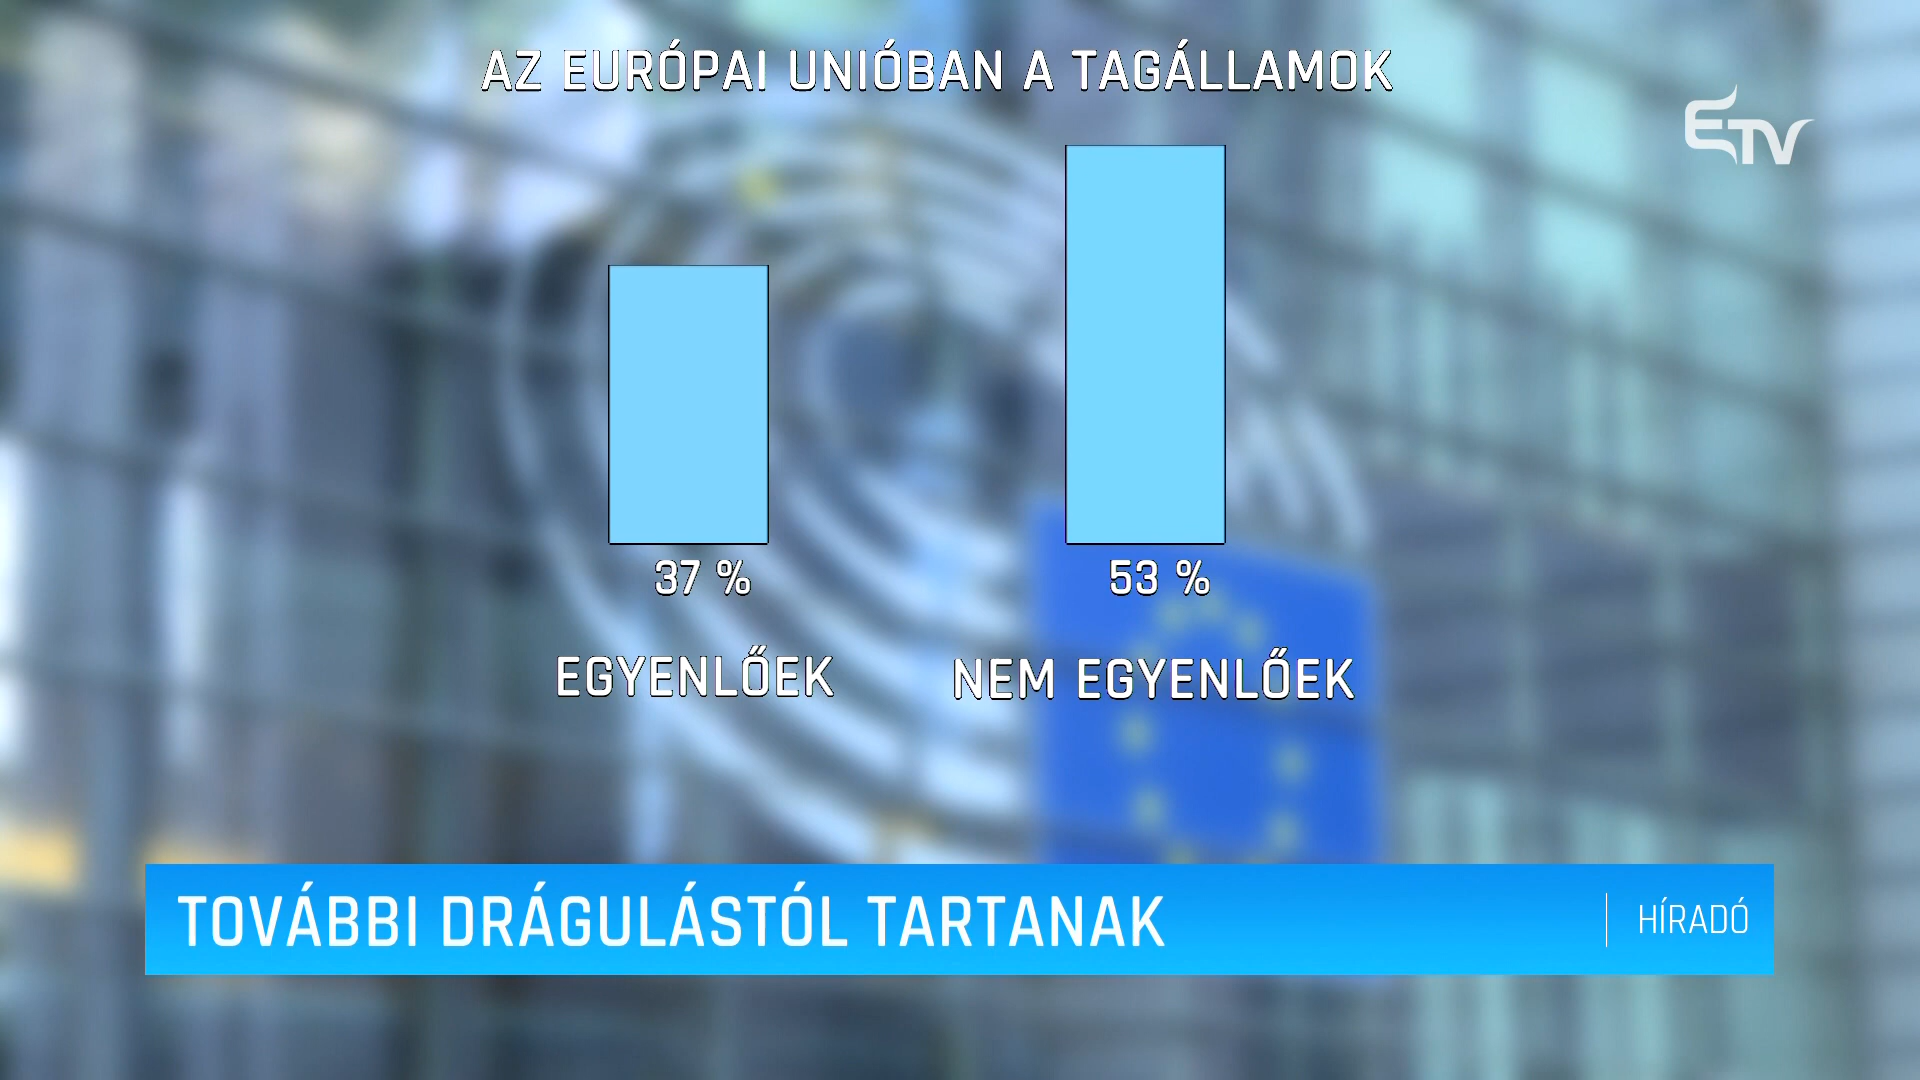 AZ EURÓPAI UNIÓBAN A TAGÁLLAMOK
ETV
37 %
53 %
EGYENLŐEK
NEM EGYENLŐEK
TOVÁBBI DRÁGULÁSTÓL TARTANAK
HÍRADÓ